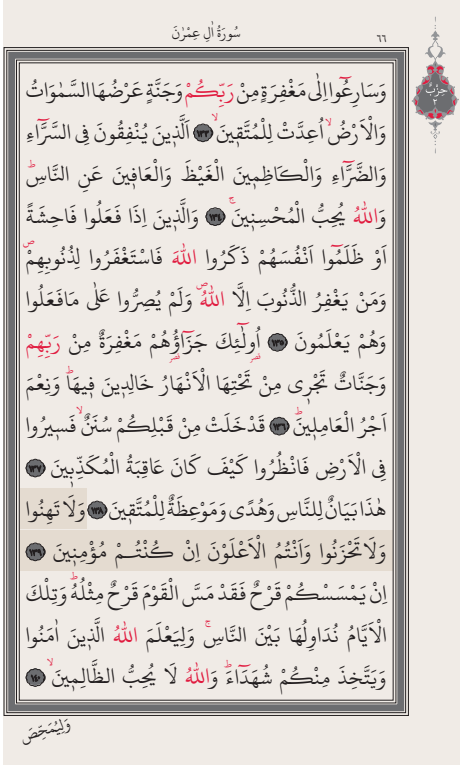 سُورَةُ اٰلِ عِمْرٰنَ
٦٦
حِزْبْ
٢
وَسَارِعُٓوا اِلٰى مَغْفِرَةٍ مِنْ رَبِّكُمْ وَجَنَّةٍ عَرْضُهَا السَّمٰوَاتُ
وَالْاَرْضُۙ اُعِدَّتْ لِلْمُتَّق۪ينَۙ ١٣٣ اَلَّذ۪ينَ يُنْفِقُونَ فِي السَّرَّٓاءِ
وَالضَّرَّٓاءِ وَالْكَاظِم۪ينَ الْغَيْظَ وَالْعَاف۪ينَ عَنِ النَّاسِۜ
وَاللّٰهُ يُحِبُّ الْمُحْسِن۪ينَۚ ١٣٤ وَالَّذ۪ينَ اِذَا فَعَلُوا فَاحِشَةً
اَوْ ظَلَمُٓوا اَنْفُسَهُمْ ذَكَرُوا اللّٰهَ فَاسْتَغْفَرُوا لِذُنُوبِهِمْۖ
وَمَنْ يَغْفِرُ الذُّنُوبَ اِلَّا اللّٰهُۖ وَلَمْ يُصِرُّوا عَلٰى مَافَعَلُوا
وَهُمْ يَعْلَمُونَ ١٣٥ اُو۬لٰٓئِكَ جَزَٓاؤُ۬هُمْ مَغْفِرَةٌ مِنْ رَبِّهِمْ
وَجَنَّاتٌ تَجْر۪ي مِنْ تَحْتِهَا الْاَنْهَارُ خَالِد۪ينَ ف۪يهَاۜ وَنِعْمَ
اَجْرُ الْعَامِل۪ينَۜ ١٣٦ قَدْخَلَتْ مِنْ قَبْلِكُمْ سُنَنٌۙ فَس۪يرُوا
فِي الْاَرْضِ فَانْظُرُوا كَيْفَ كَانَ عَاقِبَةُ الْمُكَذِّب۪ينَ ١٣٧
هٰذَا بَيَانٌ لِلنَّاسِ وَهُدًى وَمَوْعِظَةٌ لِلْمُتَّق۪ينَ ١٣٨ وَلَا تَهِنُوا
وَلَا تَحْزَنُوا وَاَنْتُمُ الْاَعْلَوْنَ اِنْ كُنْتُمْ مُؤْمِن۪ينَ ١٣٩
اِنْ يَمْسَسْكُمْ قَرْحٌ فَقَدْ مَسَّ الْقَوْمَ قَرْحٌ مِثْلُهُۜ وَتِلْكَ
الْاَيَّامُ نُدَاوِلُهَا بَيْنَ النَّاسِۚ وَلِيَعْلَمَ اللّٰهُ الَّذ۪ينَ اٰمَنُوا
وَيَتَّخِذَ مِنْكُمْ شُهَدَٓاءَۜ وَاللّٰهُ لَا يُحِبُّ الظَّالِم۪ينَۙ ١٤٠
وَلِيُمَحِّصَ